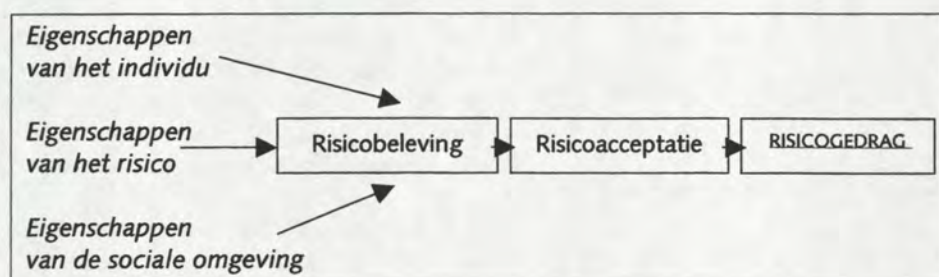 Eigenschappen
van het individu
Eigenschappen
van het risico
Risicobeleving
Risicoacceptatie
RISICOGEDRAG
Eigenschappen
van de sociale omgeving